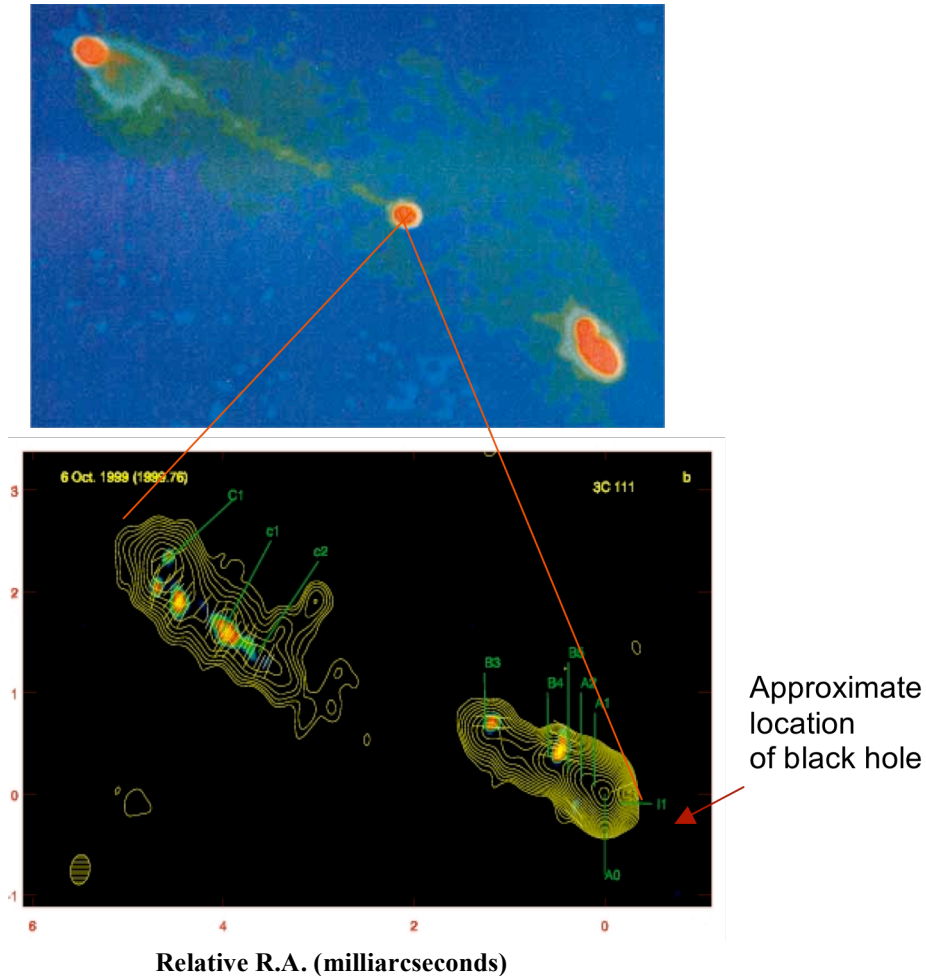 6 Oct. 1999 (1999.76)
3C 111
b
C1
c1
c2
B3
B4
B5
A2
A1
I1
A0
3
2
1
0
-1
6
4
2
0
Relative R.A. (milliarcseconds)
Approximate
location
of black hole